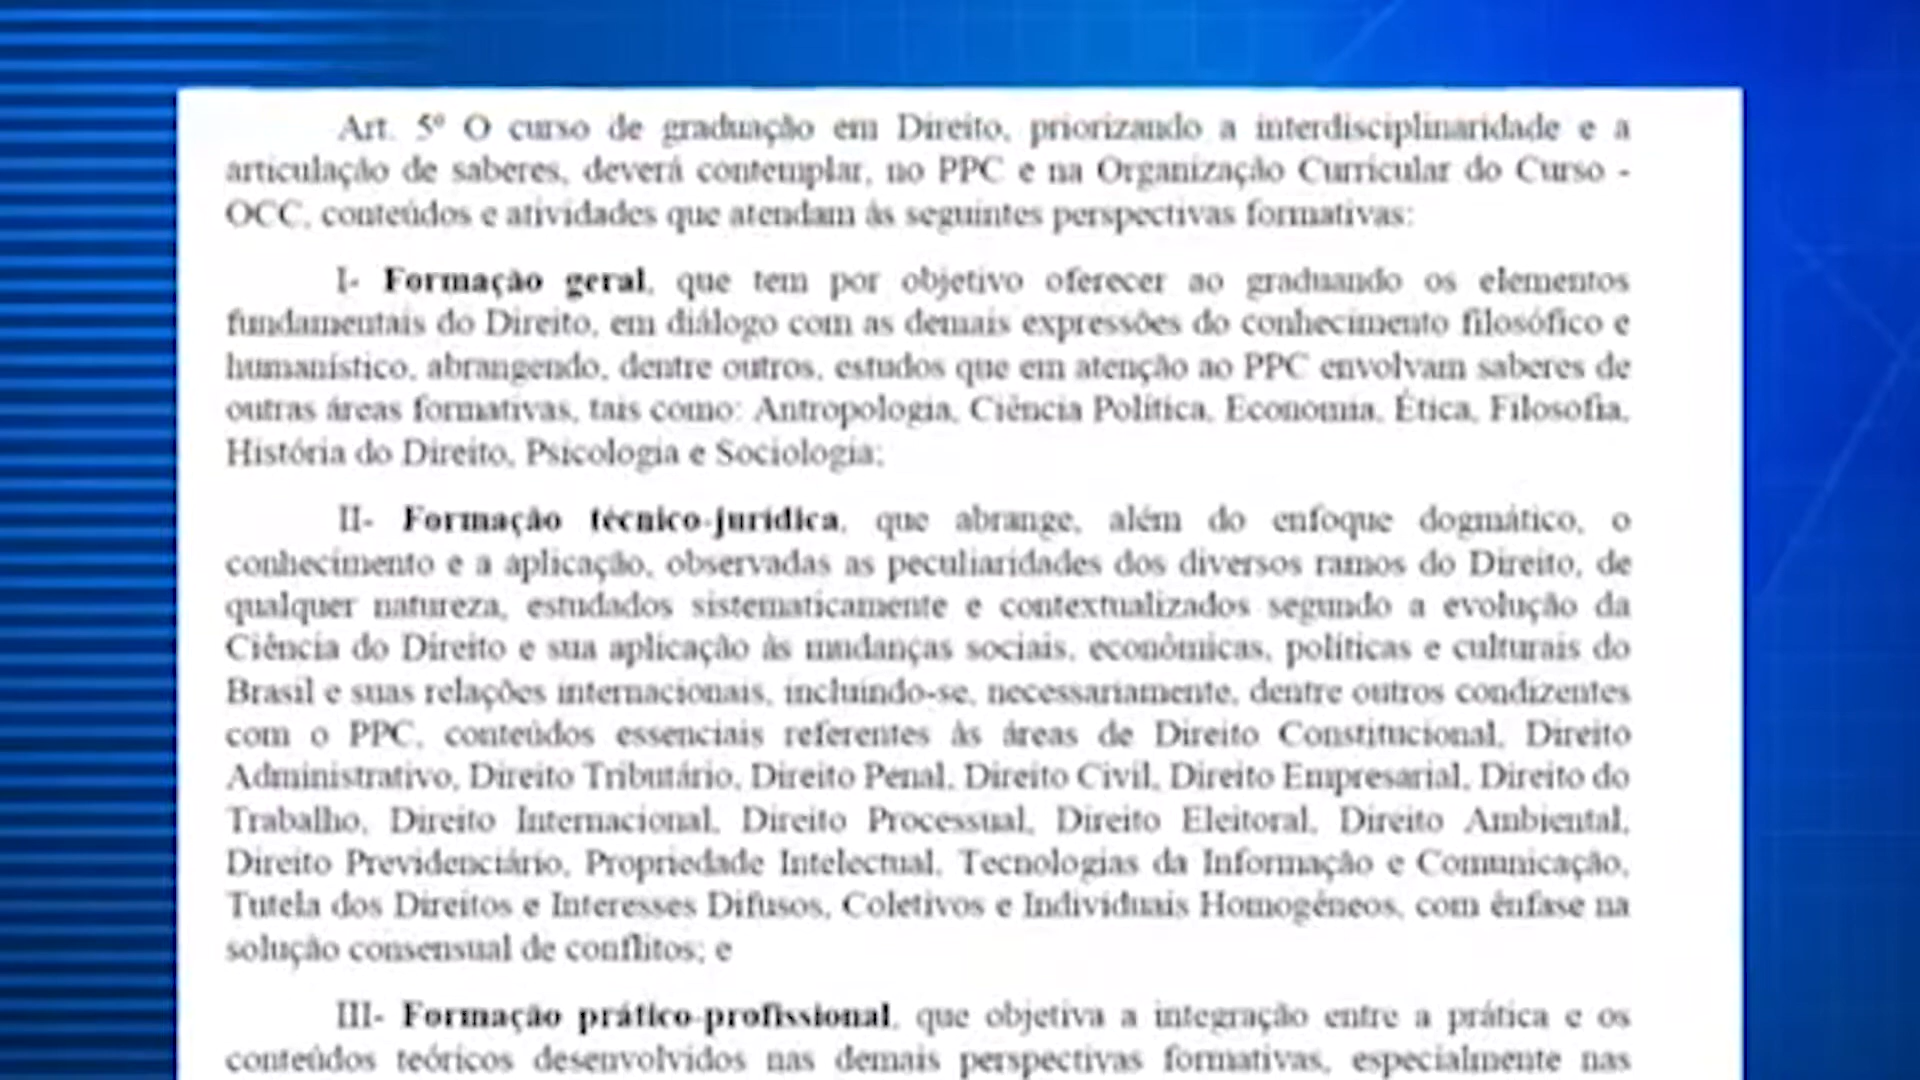 Art. 5º O curso de graduação em Direito, priorizando a interdisciplinaridade e a
articulação de saberes, deverá contemplar, no PPC e na Organização Curricular do Curso -
OCC, conteúdos e atividades que atendam às seguintes perspectivas formativas:
I- Formação geral, que tem por objetivo oferecer ao graduando os elementos
fundamentais do Direito, em diálogo com as demais expressões do conhecimento filosófico e
humanístico, abrangendo, dentre outros, estudos que em atenção ao PPC envolvam saberes de
outras áreas formativas, tais como: Antropologia, Ciência Política, Economia, Ética, Filosofia,
História do Direito, Psicologia e Sociologia;
II- Formação técnico-jurídica, que abrange, além do enfoque dogmático, o
conhecimento e a aplicação, observadas as peculiaridades dos diversos ramos do Direito, de
qualquer natureza, estudados sistematicamente e contextualizados segundo a evolução da
Ciência do Direito e sua aplicação às mudanças sociais, econômicas, políticas e culturais do
Brasil e suas relações internacionais, incluindo-se, necessariamente, dentre outros condizentes
com o PPC, conteúdos essenciais referentes às áreas de Direito Constitucional, Direito
Administrativo, Direito Tributário, Direito Penal, Direito Civil, Direito Empresarial, Direito do
Trabalho, Direito Internacional, Direito Processual, Direito Eleitoral, Direito Ambiental,
Direito Previdenciário, Propriedade Intelectual, Tecnologias da Informação e Comunicação,
Tutela dos Direitos e Interesses Difusos, Coletivos e Individuais Homogêneos, com ênfase na
solução consensual de conflitos; e
III- Formação prático-profissional, que objetiva a integração entre a prática e os
conteúdos teóricos desenvolvidos nas demais perspectivas formativas, especialmente nas